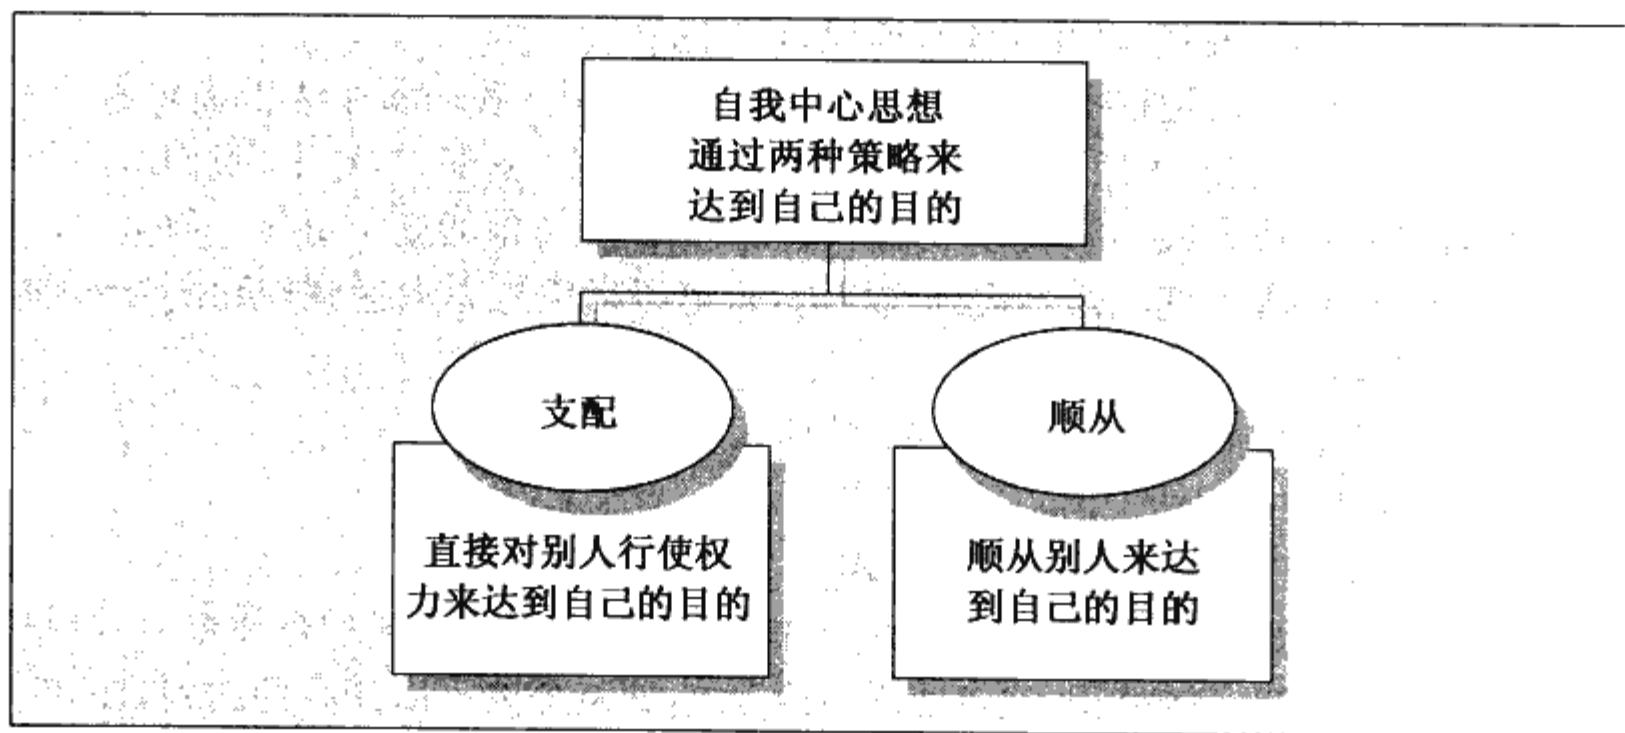 自我中心思想
通过两种策略来
达到自己的目的
支配
直接对别人行使权
力来达到自己的目的
顺从
顺从别人来达
到自己的目的